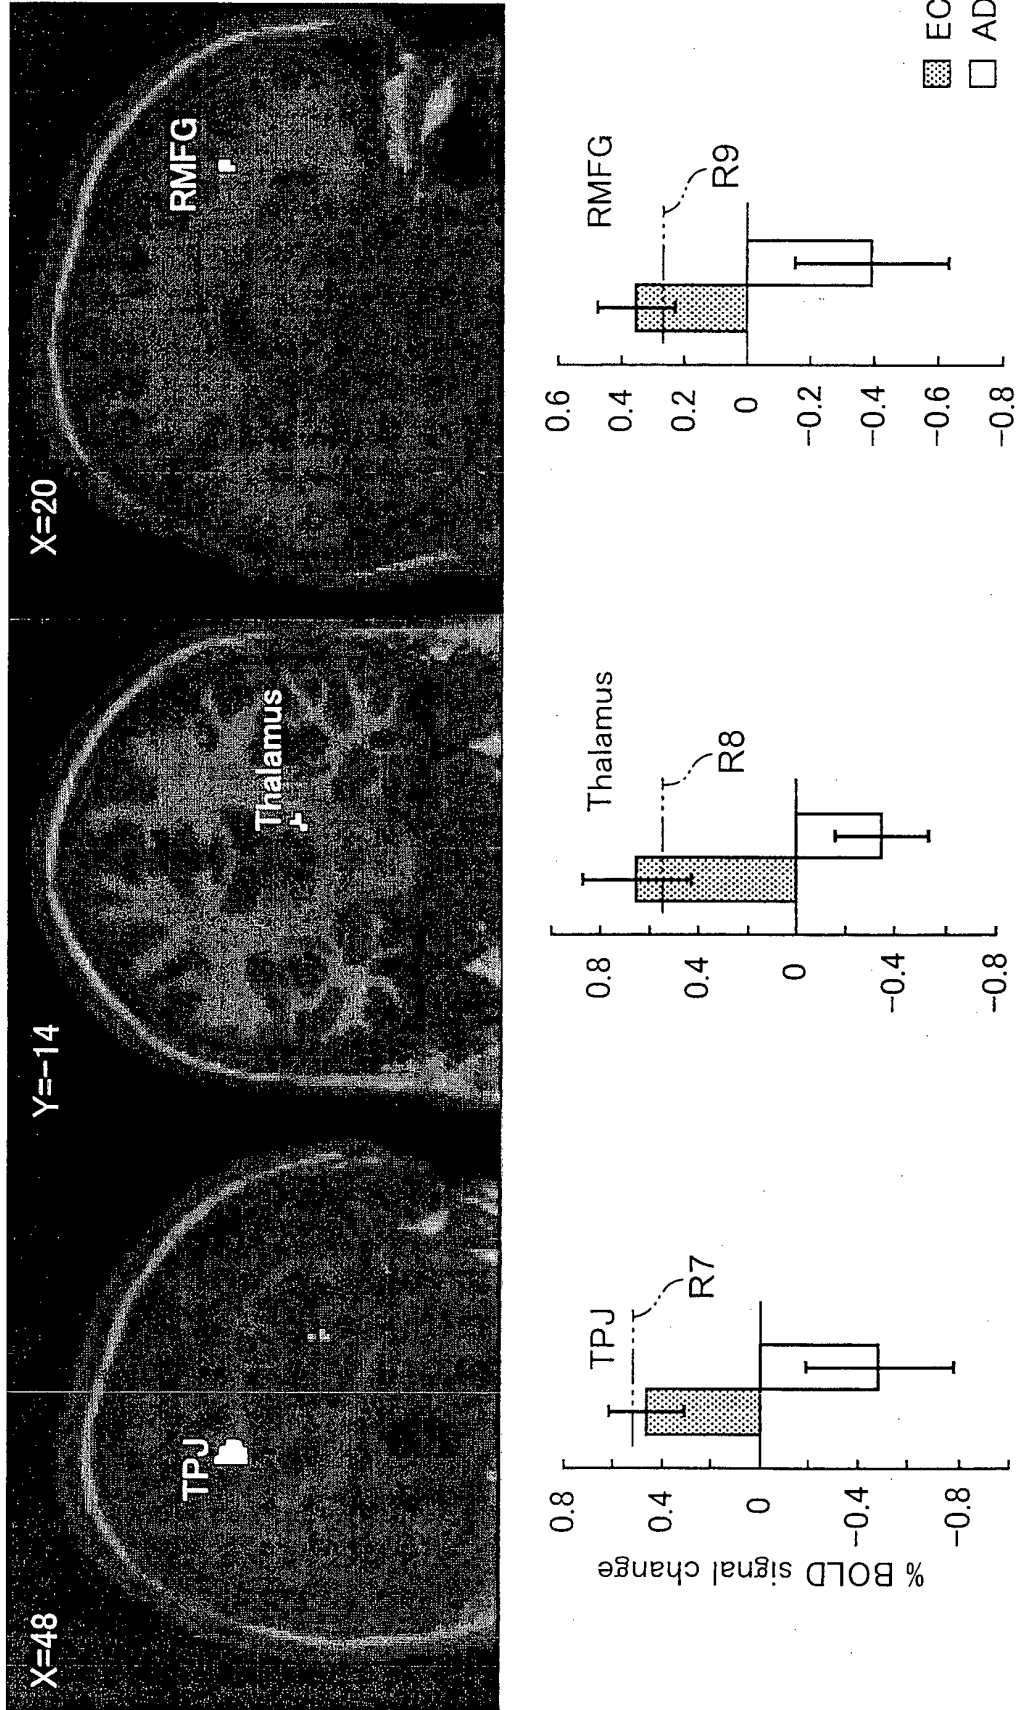 X=48
Y=−14
X=20
TPJ
Thalamus
RMFG
% BOLD signal change
TPJ
R7
0.8
0.4
0
−0.4
−0.8
Thalamus
R8
0.8
0.4
0
−0.4
−0.8
RMFG
R9
0.6
0.4
0.2
0
−0.2
−0.4
−0.6
−0.8
EC
AD